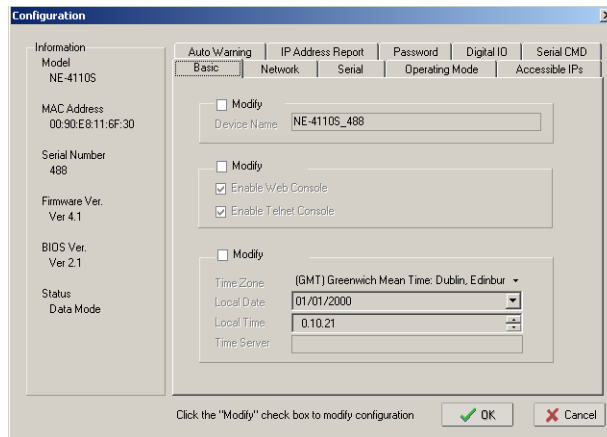 Configuration
Information
Model
NE-4110S
MAC Address
00:90:E8:11:6F:30
Serial Number
488
Firmware Ver.
Ver 4.1
BIOS Ver.
Ver 2.1
Status
Data Mode
Auto Warning IP Address Report Password Digital IO Serial CMD
Basic Network Serial Operating Mode Accessible IPs
Modify
Device Name NE-4110S_488
Modify
Enable Web Console
Enable Telnet Console
Modify
Time Zone (GMT) Greenwich Mean Time: Dublin, Edinbur
Local Date 01/01/2000
Local Time 0.10.21
Time Server
Click the "Modify" check box to modify configuration OK Cancel